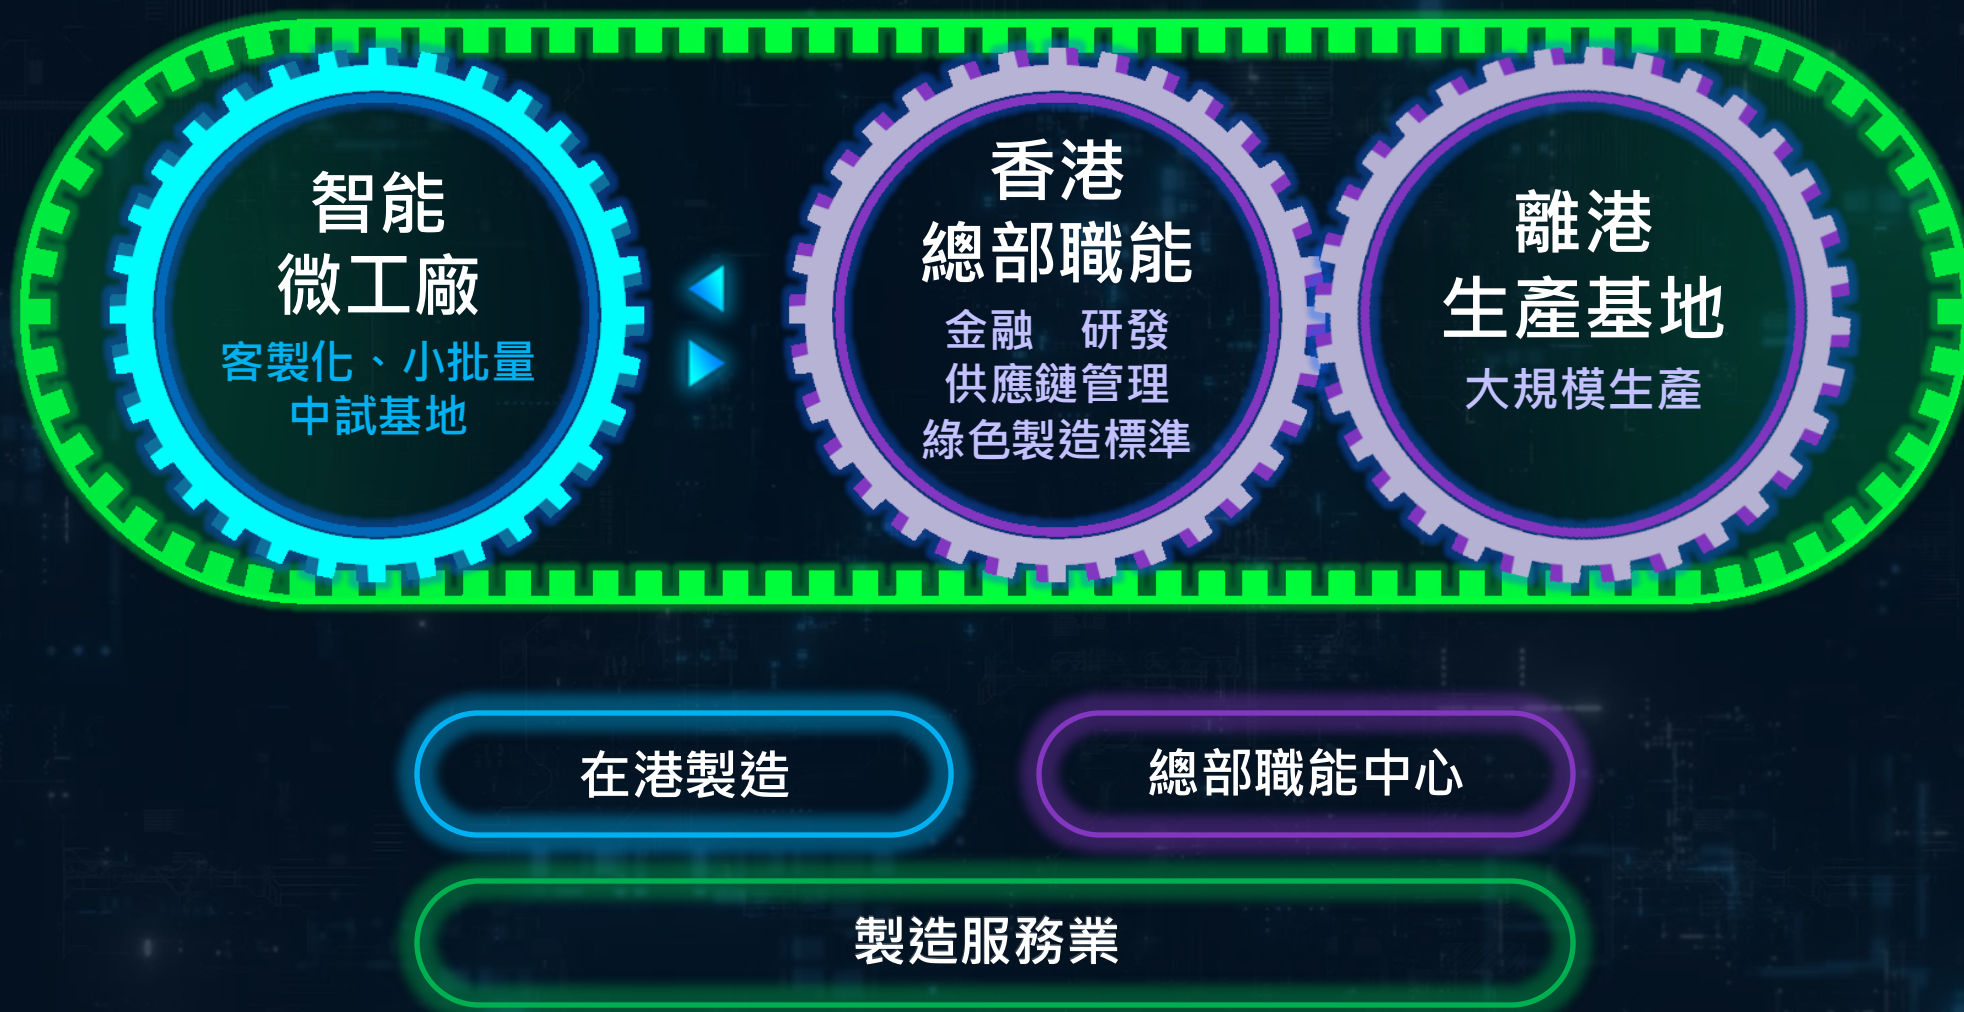 智能
微工廠
客製化、小批量
中試基地
香港
總部職能
金融　研發
供應鏈管理
綠色製造標準
離港
生產基地
大規模生產
在港製造
總部職能中心
製造服務業